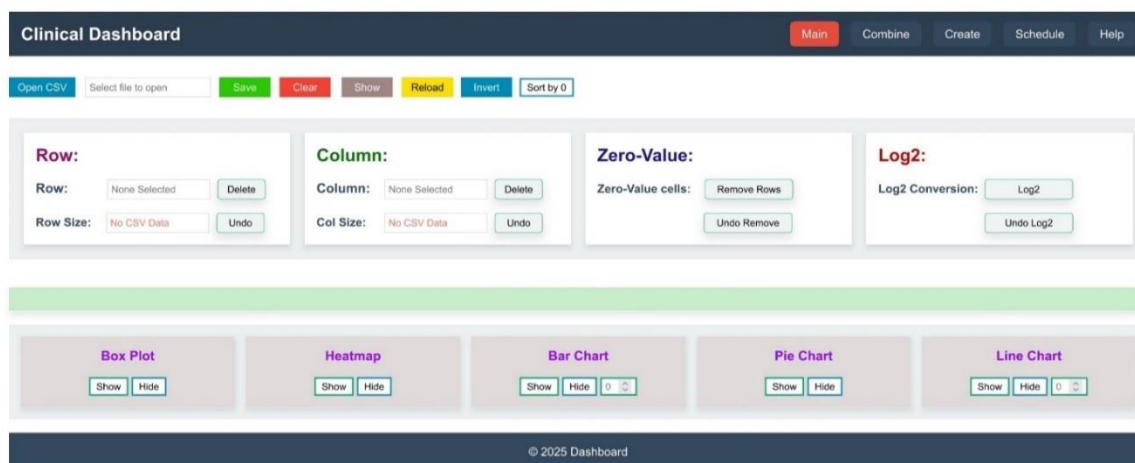 Clinical Dashboard Main Combine Create Schedule Help
Open CSV Select file to open Save Clear Show Reload Invert Sort by 0
Row: Column: Zero-Value: Log2:
Row: None Selected Delete Column: None Selected Delete Zero-Value cells: Remove Rows Log2 Conversion: Log2
Row Size: No CSV Data Undo Col Size: No CSV Data Undo Undo Remove Undo Log2
Box Plot Heatmap Bar Chart Pie Chart Line Chart
Show Hide Show Hide Show Hide 0 Show Hide Show Hide 0
© 2025 Dashboard